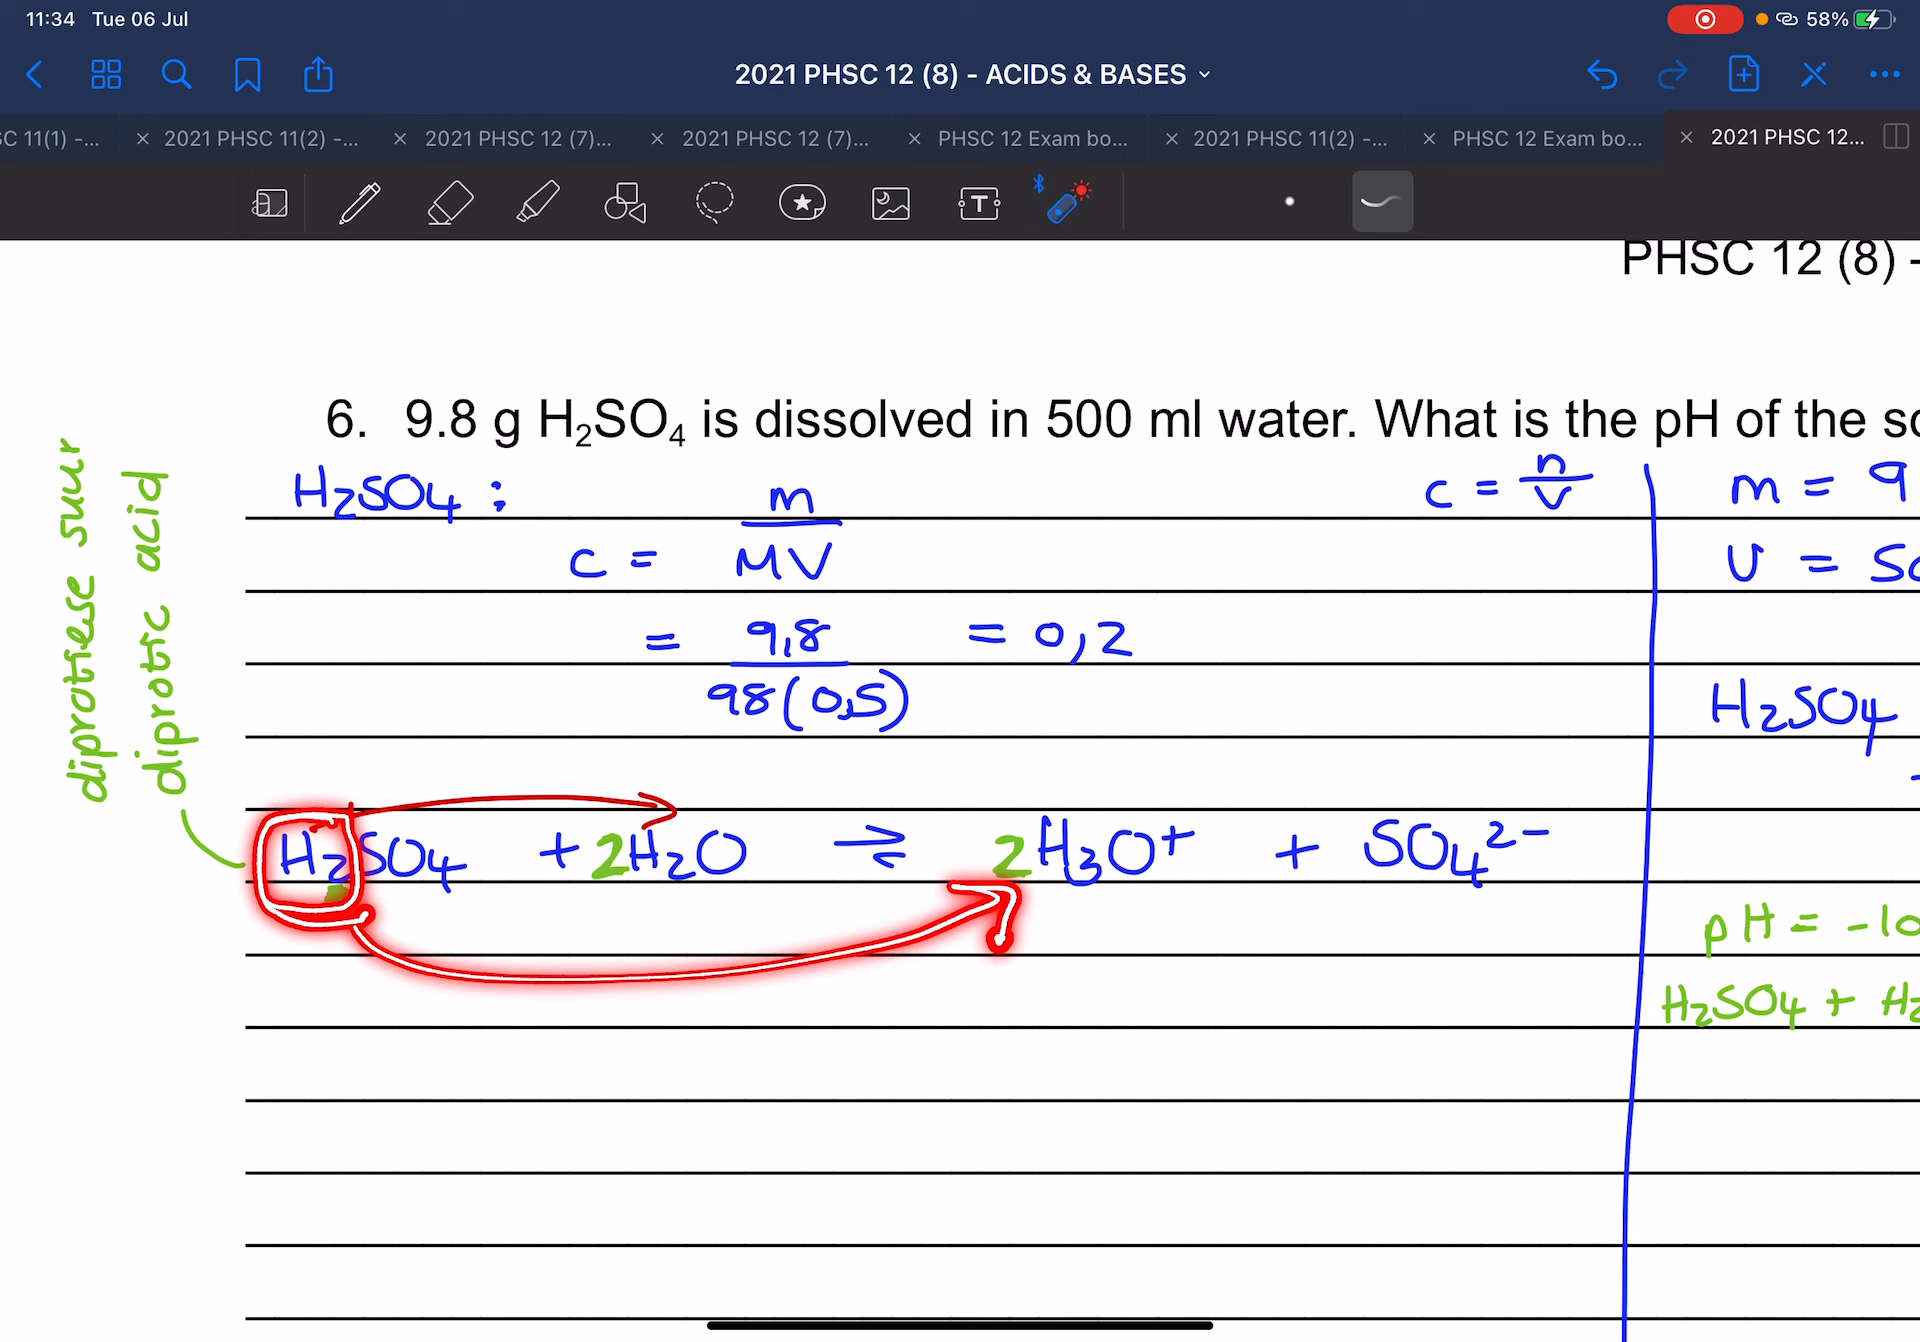 11:34 Tue 06 Jul
58%
2021 PHSC 12 (8) - ACIDS & BASES
SC 11(1) -...
2021 PHSC 11(2) -...
2021 PHSC 12 (7)...
2021 PHSC 12 (7)...
PHSC 12 Exam bo...
2021 PHSC 11(2) -...
PHSC 12 Exam bo...
2021 PHSC 12...
T
PHSC 12 (8) -
6. 9.8 g H₂SO₄ is dissolved in 500 ml water. What is the pH of the so
H₂SO₄ :
c = m/MV
= 9,8/98(0,5) = 0,2
c = n/v
m = 9
V = 50
H₂SO₄
diprotiese suur
diprotic acid
H₂SO₄ + 2H₂O ⇌ 2H₃O⁺ + SO₄²⁻
pH = -lo
H₂SO₄ + H₂